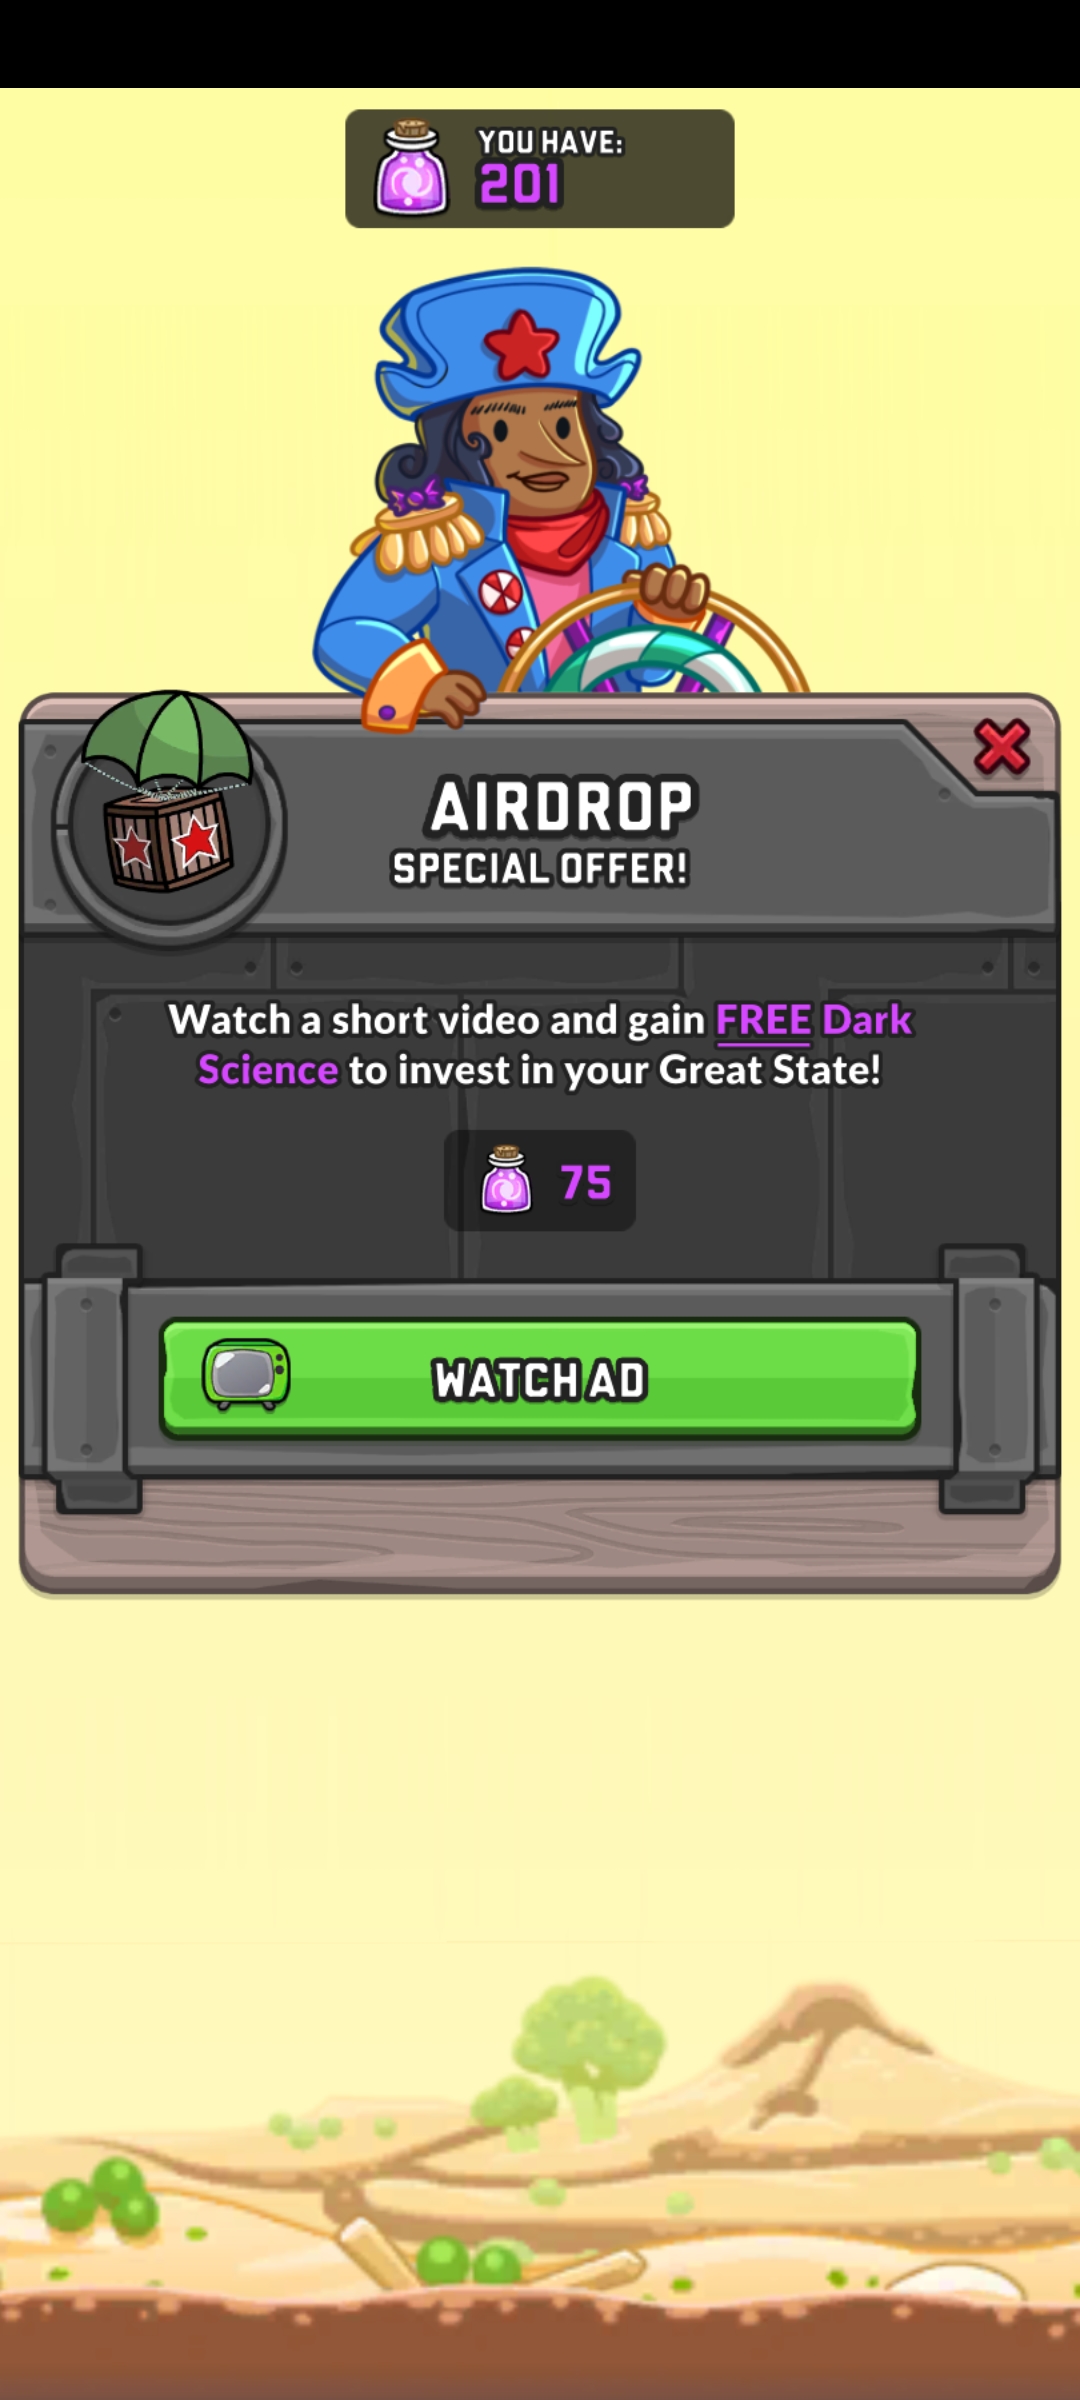 YOU HAVE:
201
AIRDROP
SPECIAL OFFER!
Watch a short video and gain FREE Dark
Science to invest in your Great State!
75
WATCH AD